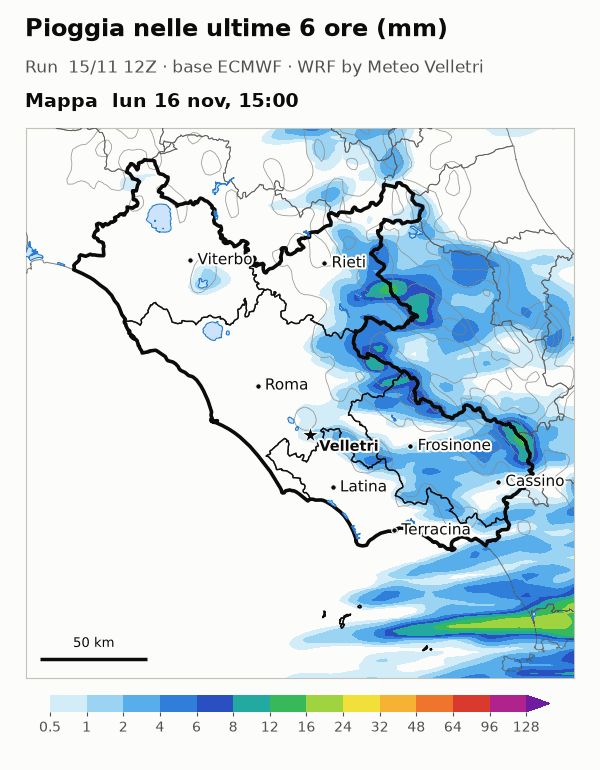 Pioggia nelle ultime 6 ore (mm)
Run  15/11 12Z · base ECMWF · WRF by Meteo Velletri
Mappa  lun 16 nov, 15:00
Viterbo
Rieti
Roma
Velletri
Frosinone
Cassino
Latina
Terracina
50 km
0.5 1 2 4 6 8 12 16 24 32 48 64 96 128